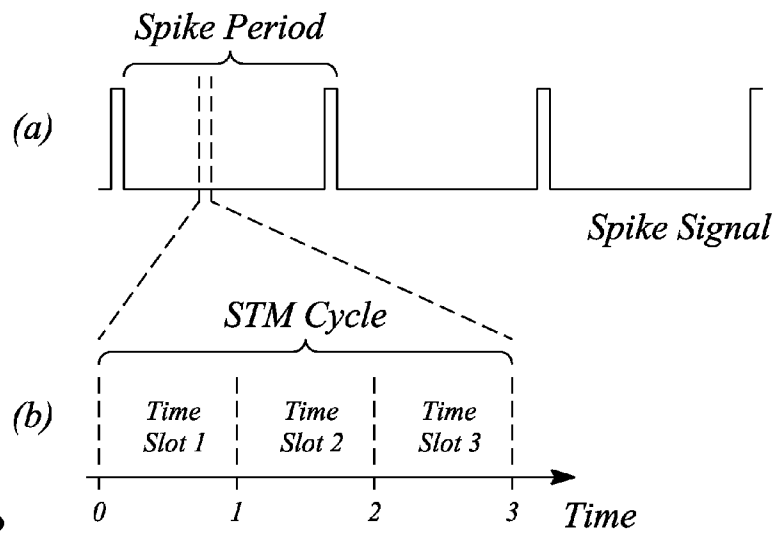 Spike Period
(a)
Spike Signal
STM Cycle
(b)
Time Slot 1
Time Slot 2
Time Slot 3
0 1 2 3 Time